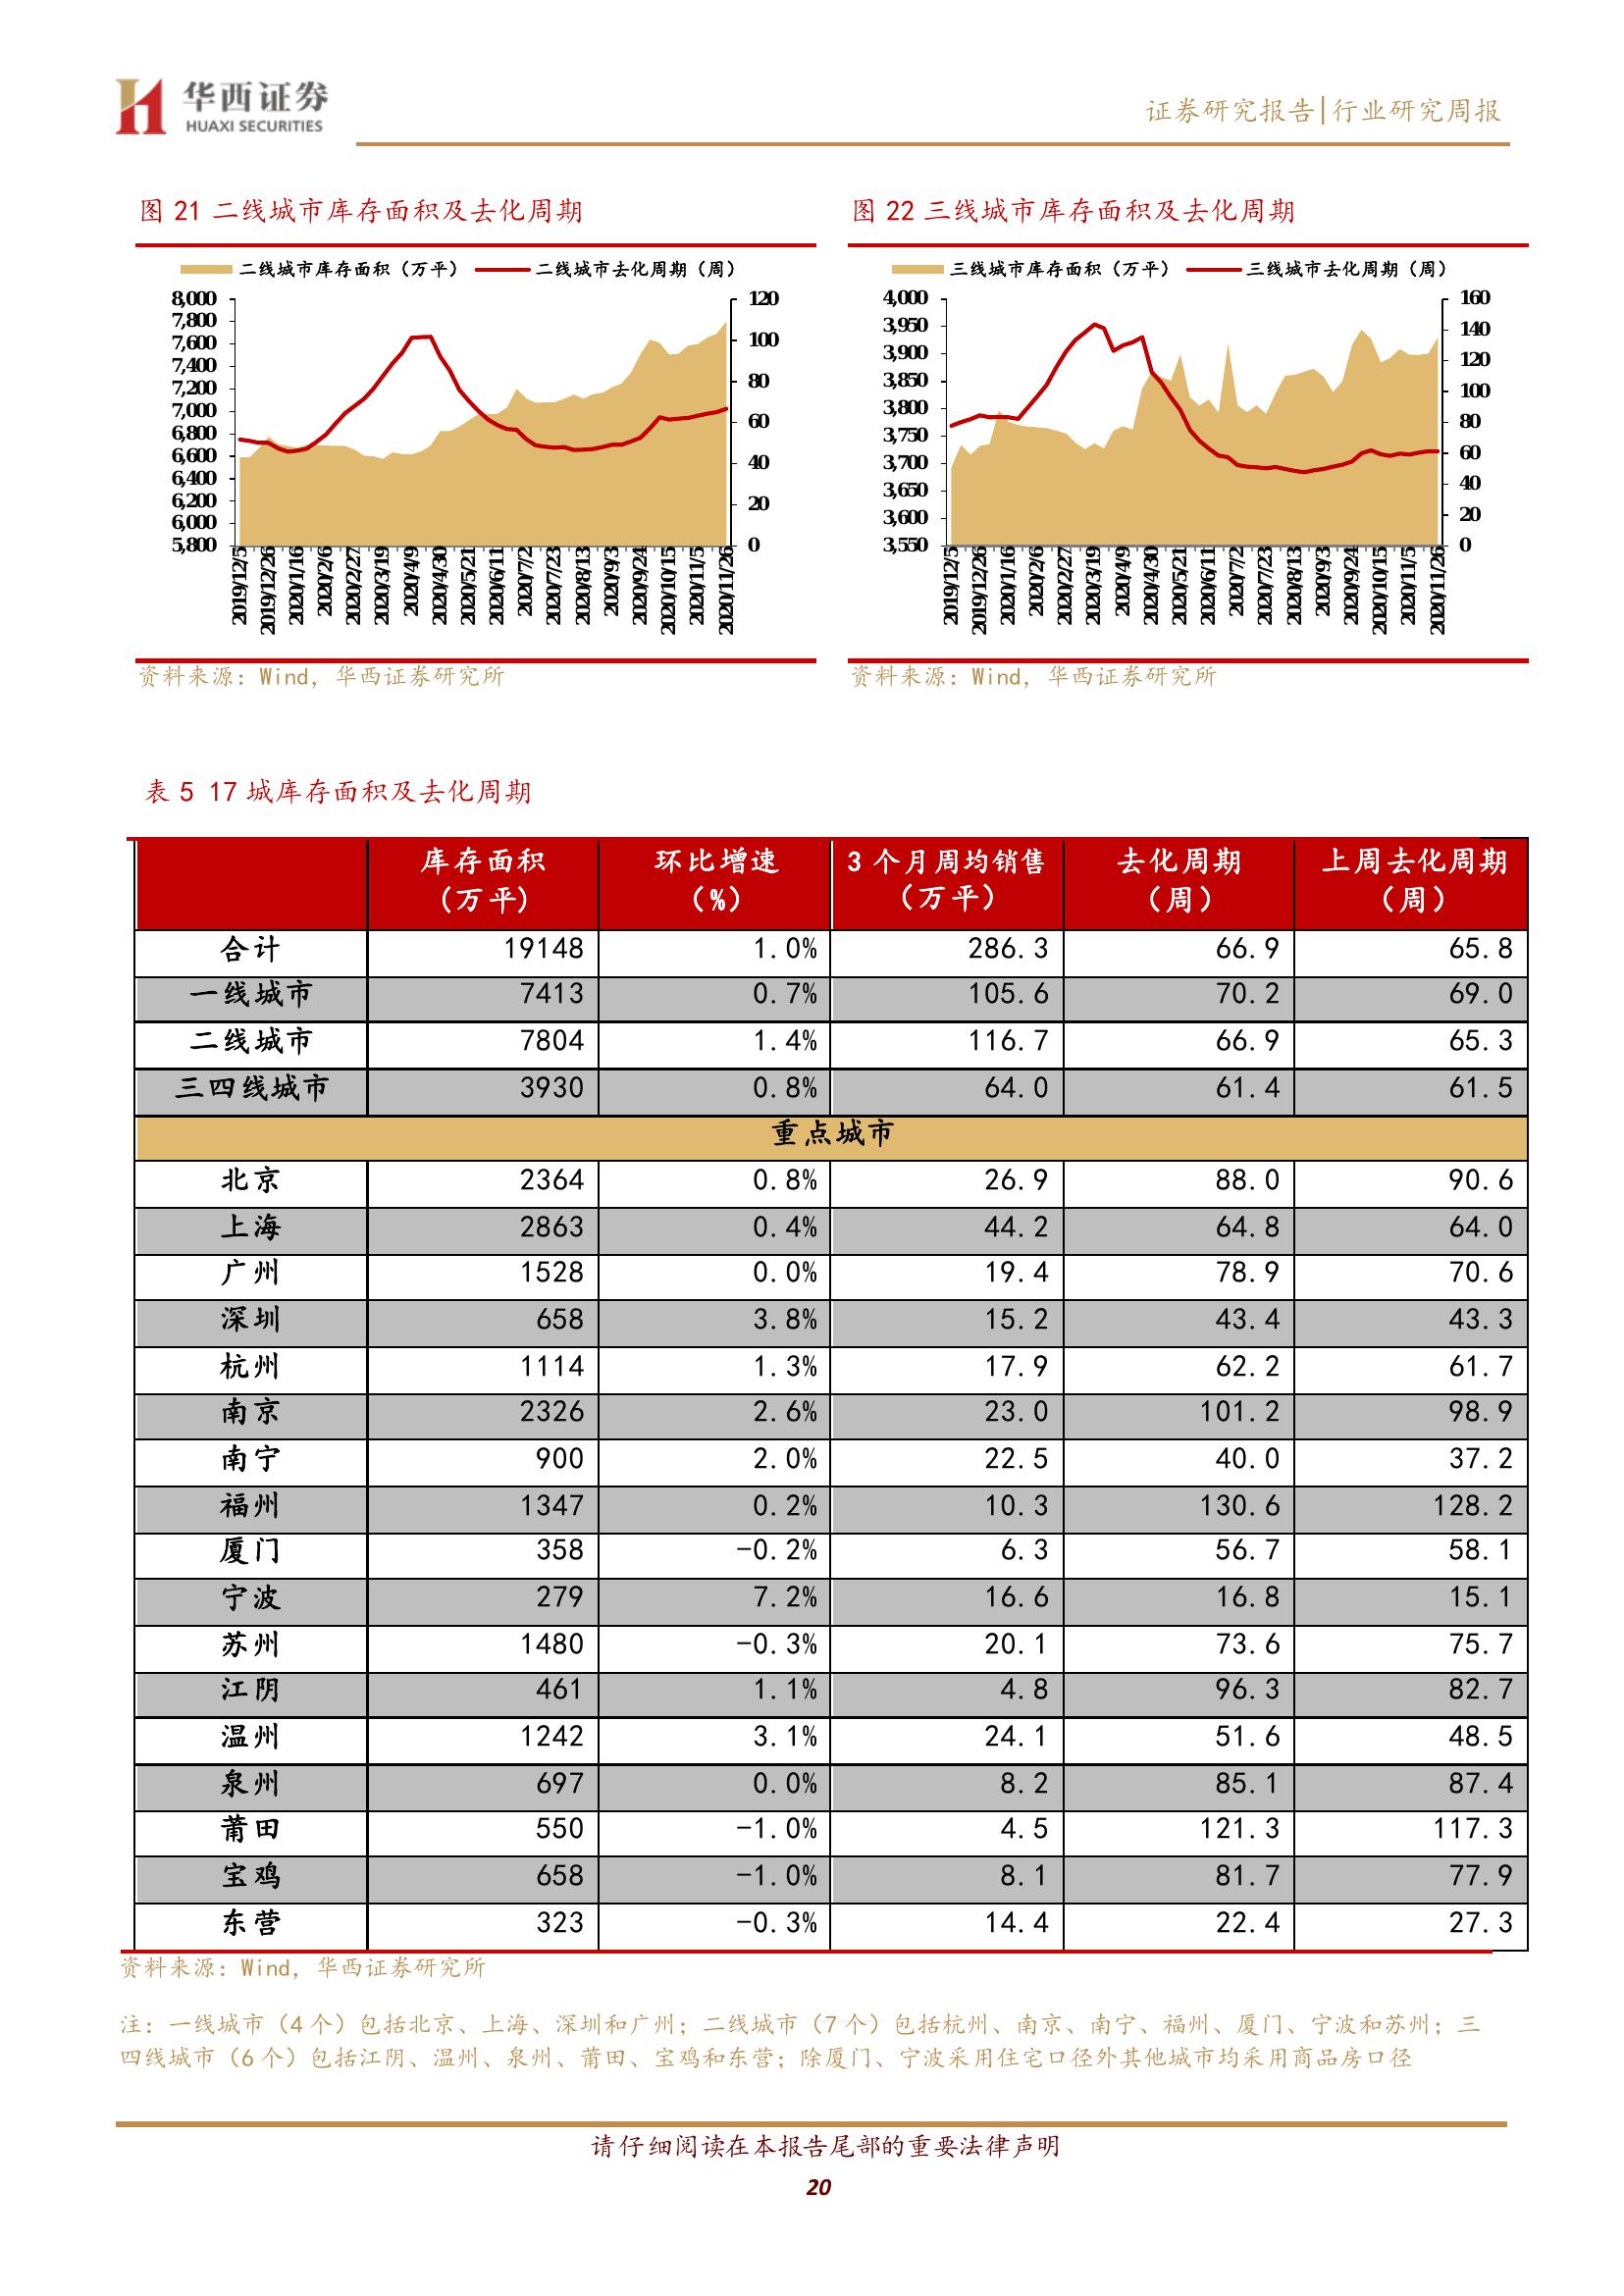 华西证券
HUAXI SECURITIES
证券研究报告|行业研究周报
图 21 二线城市库存面积及去化周期
二线城市库存面积（万平） 二线城市去化周期（周）
8,000
7,800
7,600
7,400
7,200
7,000
6,800
6,600
6,400
6,200
6,000
5,800
120
100
80
60
40
20
0
2019/12/5
2019/12/26
2020/1/16
2020/2/6
2020/2/27
2020/3/19
2020/4/9
2020/4/30
2020/5/21
2020/6/11
2020/7/2
2020/7/23
2020/8/13
2020/9/3
2020/9/24
2020/10/15
2020/11/5
2020/11/26
资料来源：Wind，华西证券研究所
图 22 三线城市库存面积及去化周期
三线城市库存面积（万平） 三线城市去化周期（周）
4,000
3,950
3,900
3,850
3,800
3,750
3,700
3,650
3,600
3,550
160
140
120
100
80
60
40
20
0
2019/12/5
2019/12/26
2020/1/16
2020/2/6
2020/2/27
2020/3/19
2020/4/9
2020/4/30
2020/5/21
2020/6/11
2020/7/2
2020/7/23
2020/8/13
2020/9/3
2020/9/24
2020/10/15
2020/11/5
2020/11/26
资料来源：Wind，华西证券研究所
表 5 17 城库存面积及去化周期
库存面积 环比增速 3 个月周均销售 去化周期 上周去化周期
（万平） （%） （万平） （周） （周）
合计 19148 1.0% 286.3 66.9 65.8
一线城市 7413 0.7% 105.6 70.2 69.0
二线城市 7804 1.4% 116.7 66.9 65.3
三四线城市 3930 0.8% 64.0 61.4 61.5
重点城市
北京 2364 0.8% 26.9 88.0 90.6
上海 2863 0.4% 44.2 64.8 64.0
广州 1528 0.0% 19.4 78.9 70.6
深圳 658 3.8% 15.2 43.4 43.3
杭州 1114 1.3% 17.9 62.2 61.7
南京 2326 2.6% 23.0 101.2 98.9
南宁 900 2.0% 22.5 40.0 37.2
福州 1347 0.2% 10.3 130.6 128.2
厦门 358 -0.2% 6.3 56.7 58.1
宁波 279 7.2% 16.6 16.8 15.1
苏州 1480 -0.3% 20.1 73.6 75.7
江阴 461 1.1% 4.8 96.3 82.7
温州 1242 3.1% 24.1 51.6 48.5
泉州 697 0.0% 8.2 85.1 87.4
莆田 550 -1.0% 4.5 121.3 117.3
宝鸡 658 -1.0% 8.1 81.7 77.9
东营 323 -0.3% 14.4 22.4 27.3
资料来源：Wind，华西证券研究所
注：一线城市（4 个）包括北京、上海、深圳和广州；二线城市（7 个）包括杭州、南京、南宁、福州、厦门、宁波和苏州；三
四线城市（6 个）包括江阴、温州、泉州、莆田、宝鸡和东营；除厦门、宁波采用住宅口径外其他城市均采用商品房口径
请仔细阅读在本报告尾部的重要法律声明
20